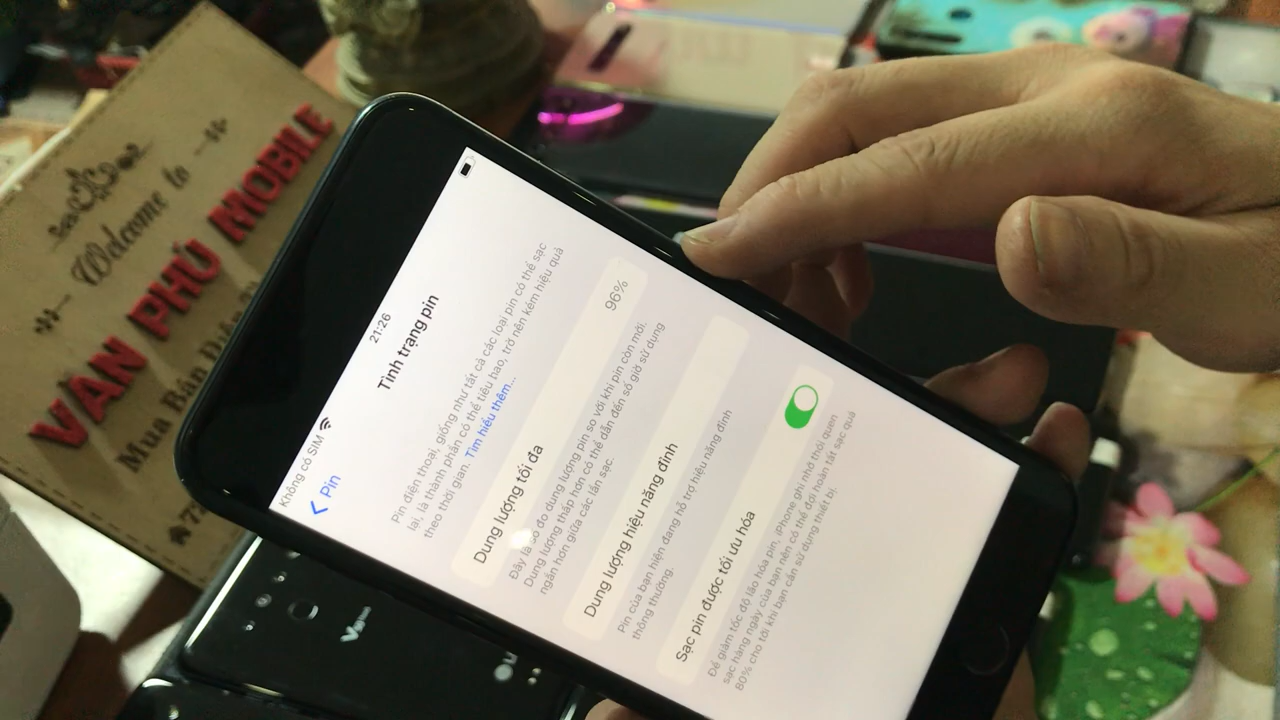 Welcome to
VAN PHÚ MOBILE
Mua Bán Điện
Không có SIM
21:26
Pin
Tình trạng pin
Pin điện thoại, giống như tất cả các loại pin có thể sạc
lại, là thành phần có thể tiêu hao, trở nên kém hiệu quả
theo thời gian. Tìm hiểu thêm...
Dung lượng tối đa 96%
Đây là số đo dung lượng pin so với khi pin còn mới.
Dung lượng thấp hơn có thể dẫn đến số giờ sử dụng
ngắn hơn giữa các lần sạc.
Dung lượng hiệu năng đỉnh
Pin của bạn hiện đang hỗ trợ hiệu năng đỉnh
thông thường.
Sạc pin được tối ưu hóa
Để giảm tốc độ lão hóa pin, iPhone ghi nhớ thói quen
sạc hàng ngày của bạn nên có thể đợi hoàn tất sạc quá
80% cho tới khi bạn cần sử dụng thiết bị.